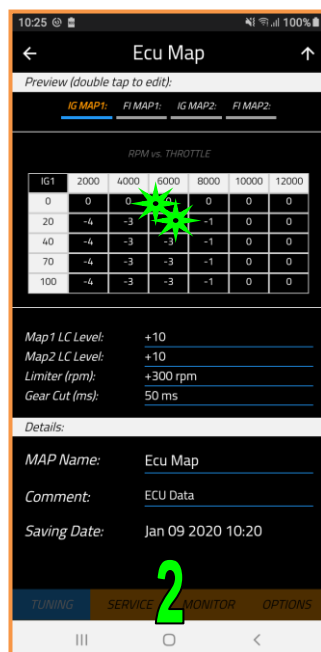 10:25 100%
Ecu Map
Preview (double tap to edit):
IG MAP1: FI MAP1: IG MAP2: FI MAP2:
RPM vs. THROTTLE
IG1 2000 4000 6000 8000 10000 12000
0 0 0 0 0 0
20 -4 -3 -1 0 0
40 -4 -3 -3 -1 0 0
70 -4 -3 -3 -1 0 0
100 -4 -3 -3 -1 0 0
Map1 LC Level: +10
Map2 LC Level: +10
Limiter (rpm): +300 rpm
Gear Cut (ms): 50 ms
Details:
MAP Name: Ecu Map
Comment: ECU Data
Saving Date: Jan 09 2020 10:20
TUNING SERVICE MONITOR OPTIONS
2